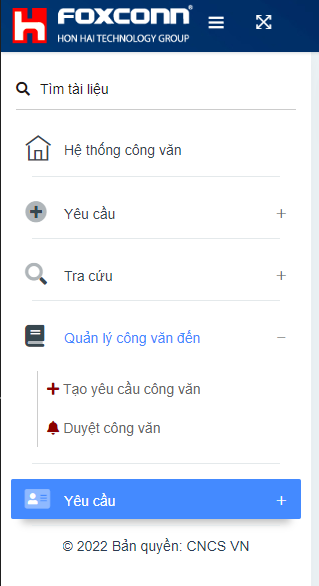 FOXCONN®
HON HAI TECHNOLOGY GROUP
Tìm tài liệu
Hệ thống công văn
Yêu cầu +
Tra cứu +
Quản lý công văn đến −
Tạo yêu cầu công văn
Duyệt công văn
Yêu cầu +
© 2022 Bản quyền: CNCS VN